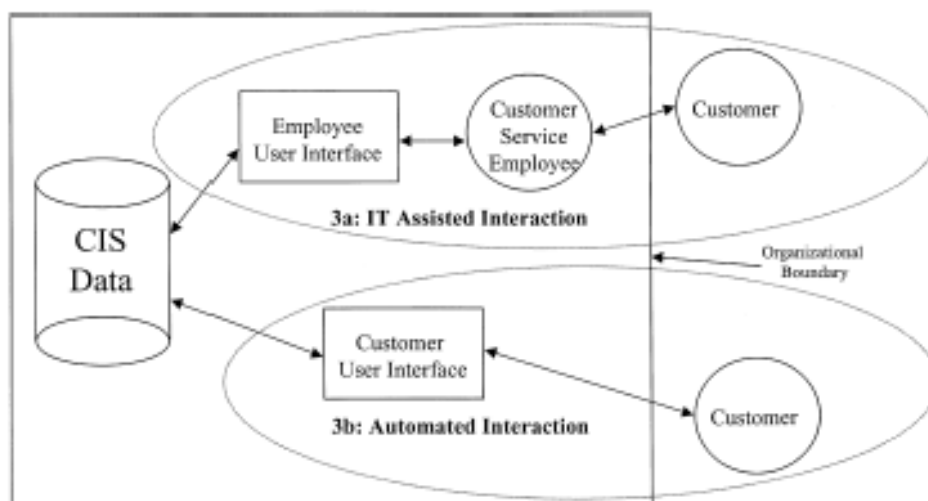 Employee
User Interface
Customer
Service
Employee
Customer
3a: IT Assisted Interaction
CIS
Data
Organizational
Boundary
Customer
User Interface
Customer
3b: Automated Interaction